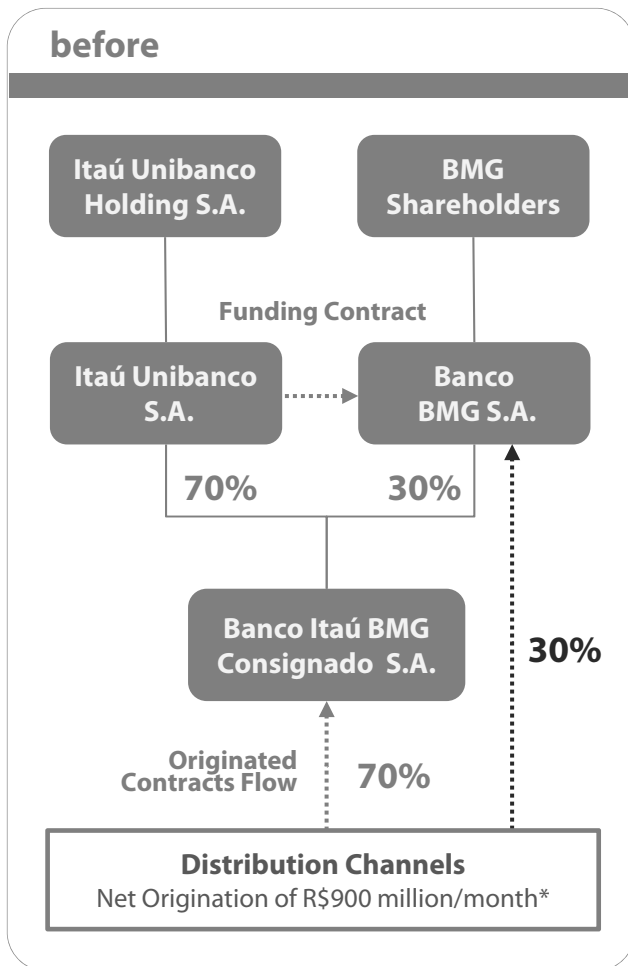 before
Itaú Unibanco
Holding S.A.
BMG
Shareholders
Funding Contract
Itaú Unibanco
S.A.
Banco
BMG S.A.
70%
30%
Banco Itaú BMG
Consignado S.A.
30%
Originated
Contracts Flow
70%
Distribution Channels
Net Origination of R$900 million/month*